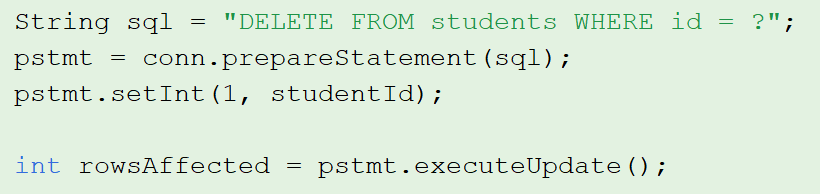 String sql = "DELETE FROM students WHERE id = ?";
pstmt = conn.prepareStatement(sql);
pstmt.setInt(1, studentId);
int rowsAffected = pstmt.executeUpdate();